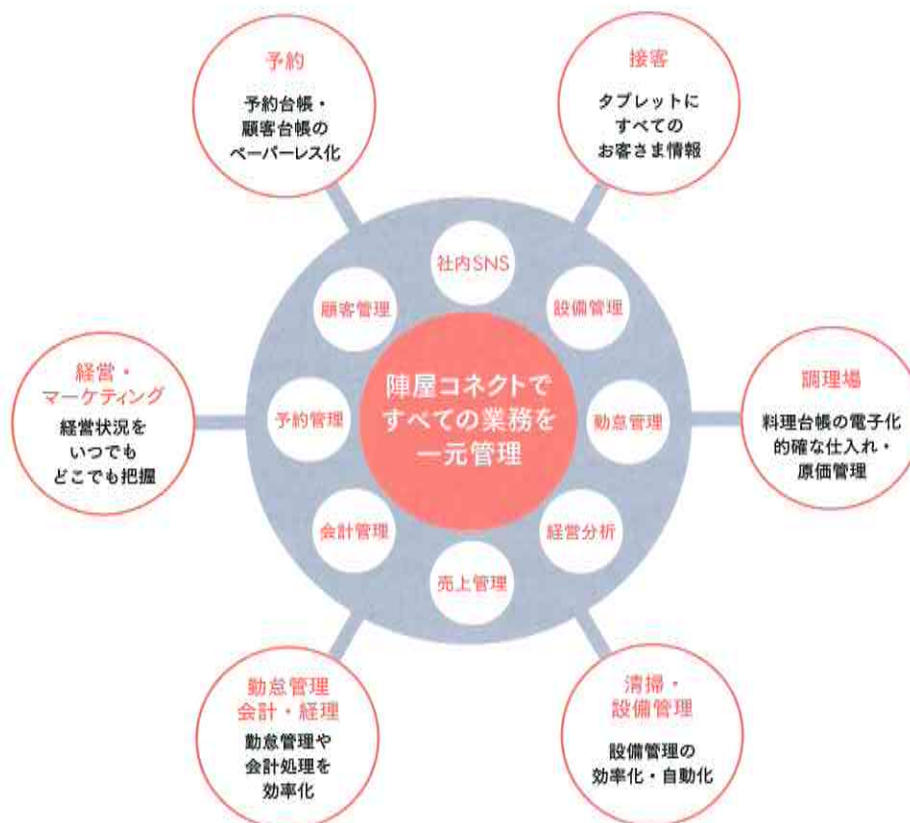 予約
予約台帳・
顧客台帳の
ペーパーレス化
接客
タブレットに
すべての
お客さま情報
経営・
マーケティング
経営状況を
いつでも
どこでも把握
調理場
料理台帳の電子化
的確な仕入れ・
原価管理
勤怠管理
会計・経理
勤怠管理や
会計処理を
効率化
清掃・
設備管理
設備管理の
効率化・自動化
社内SNS
設備管理
勤怠管理
経営分析
売上管理
会計管理
予約管理
顧客管理
陣屋コネクトで
すべての業務を
一元管理